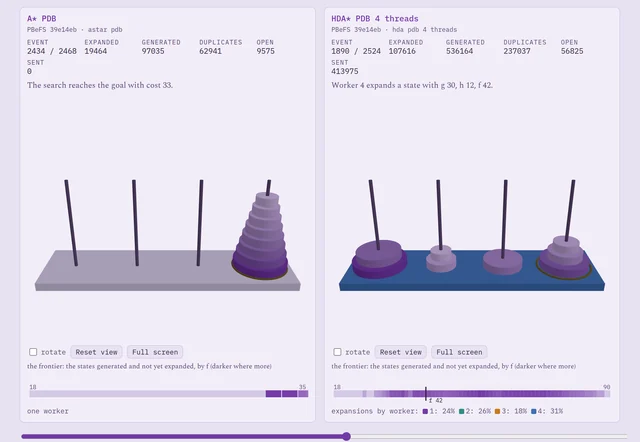 A* PDB
PBeFS 39e14eb · astar pdb
EVENT EXPANDED GENERATED DUPLICATES OPEN
2434 / 2468 19464 97035 62941 9575
SENT
0
The search reaches the goal with cost 33.
rotate Reset view Full screen
the frontier: the states generated and not yet expanded, by f (darker where more)
18 35
one worker
HDA* PDB 4 threads
PBeFS 39e14eb · hda pdb 4 threads
EVENT EXPANDED GENERATED DUPLICATES OPEN
1890 / 2524 107616 536164 237037 56825
SENT
413975
Worker 4 expands a state with g 30, h 12, f 42.
rotate Reset view Full screen
the frontier: the states generated and not yet expanded, by f (darker where more)
18 90
f 42
expansions by worker: 1: 24% 2: 26% 3: 18% 4: 31%